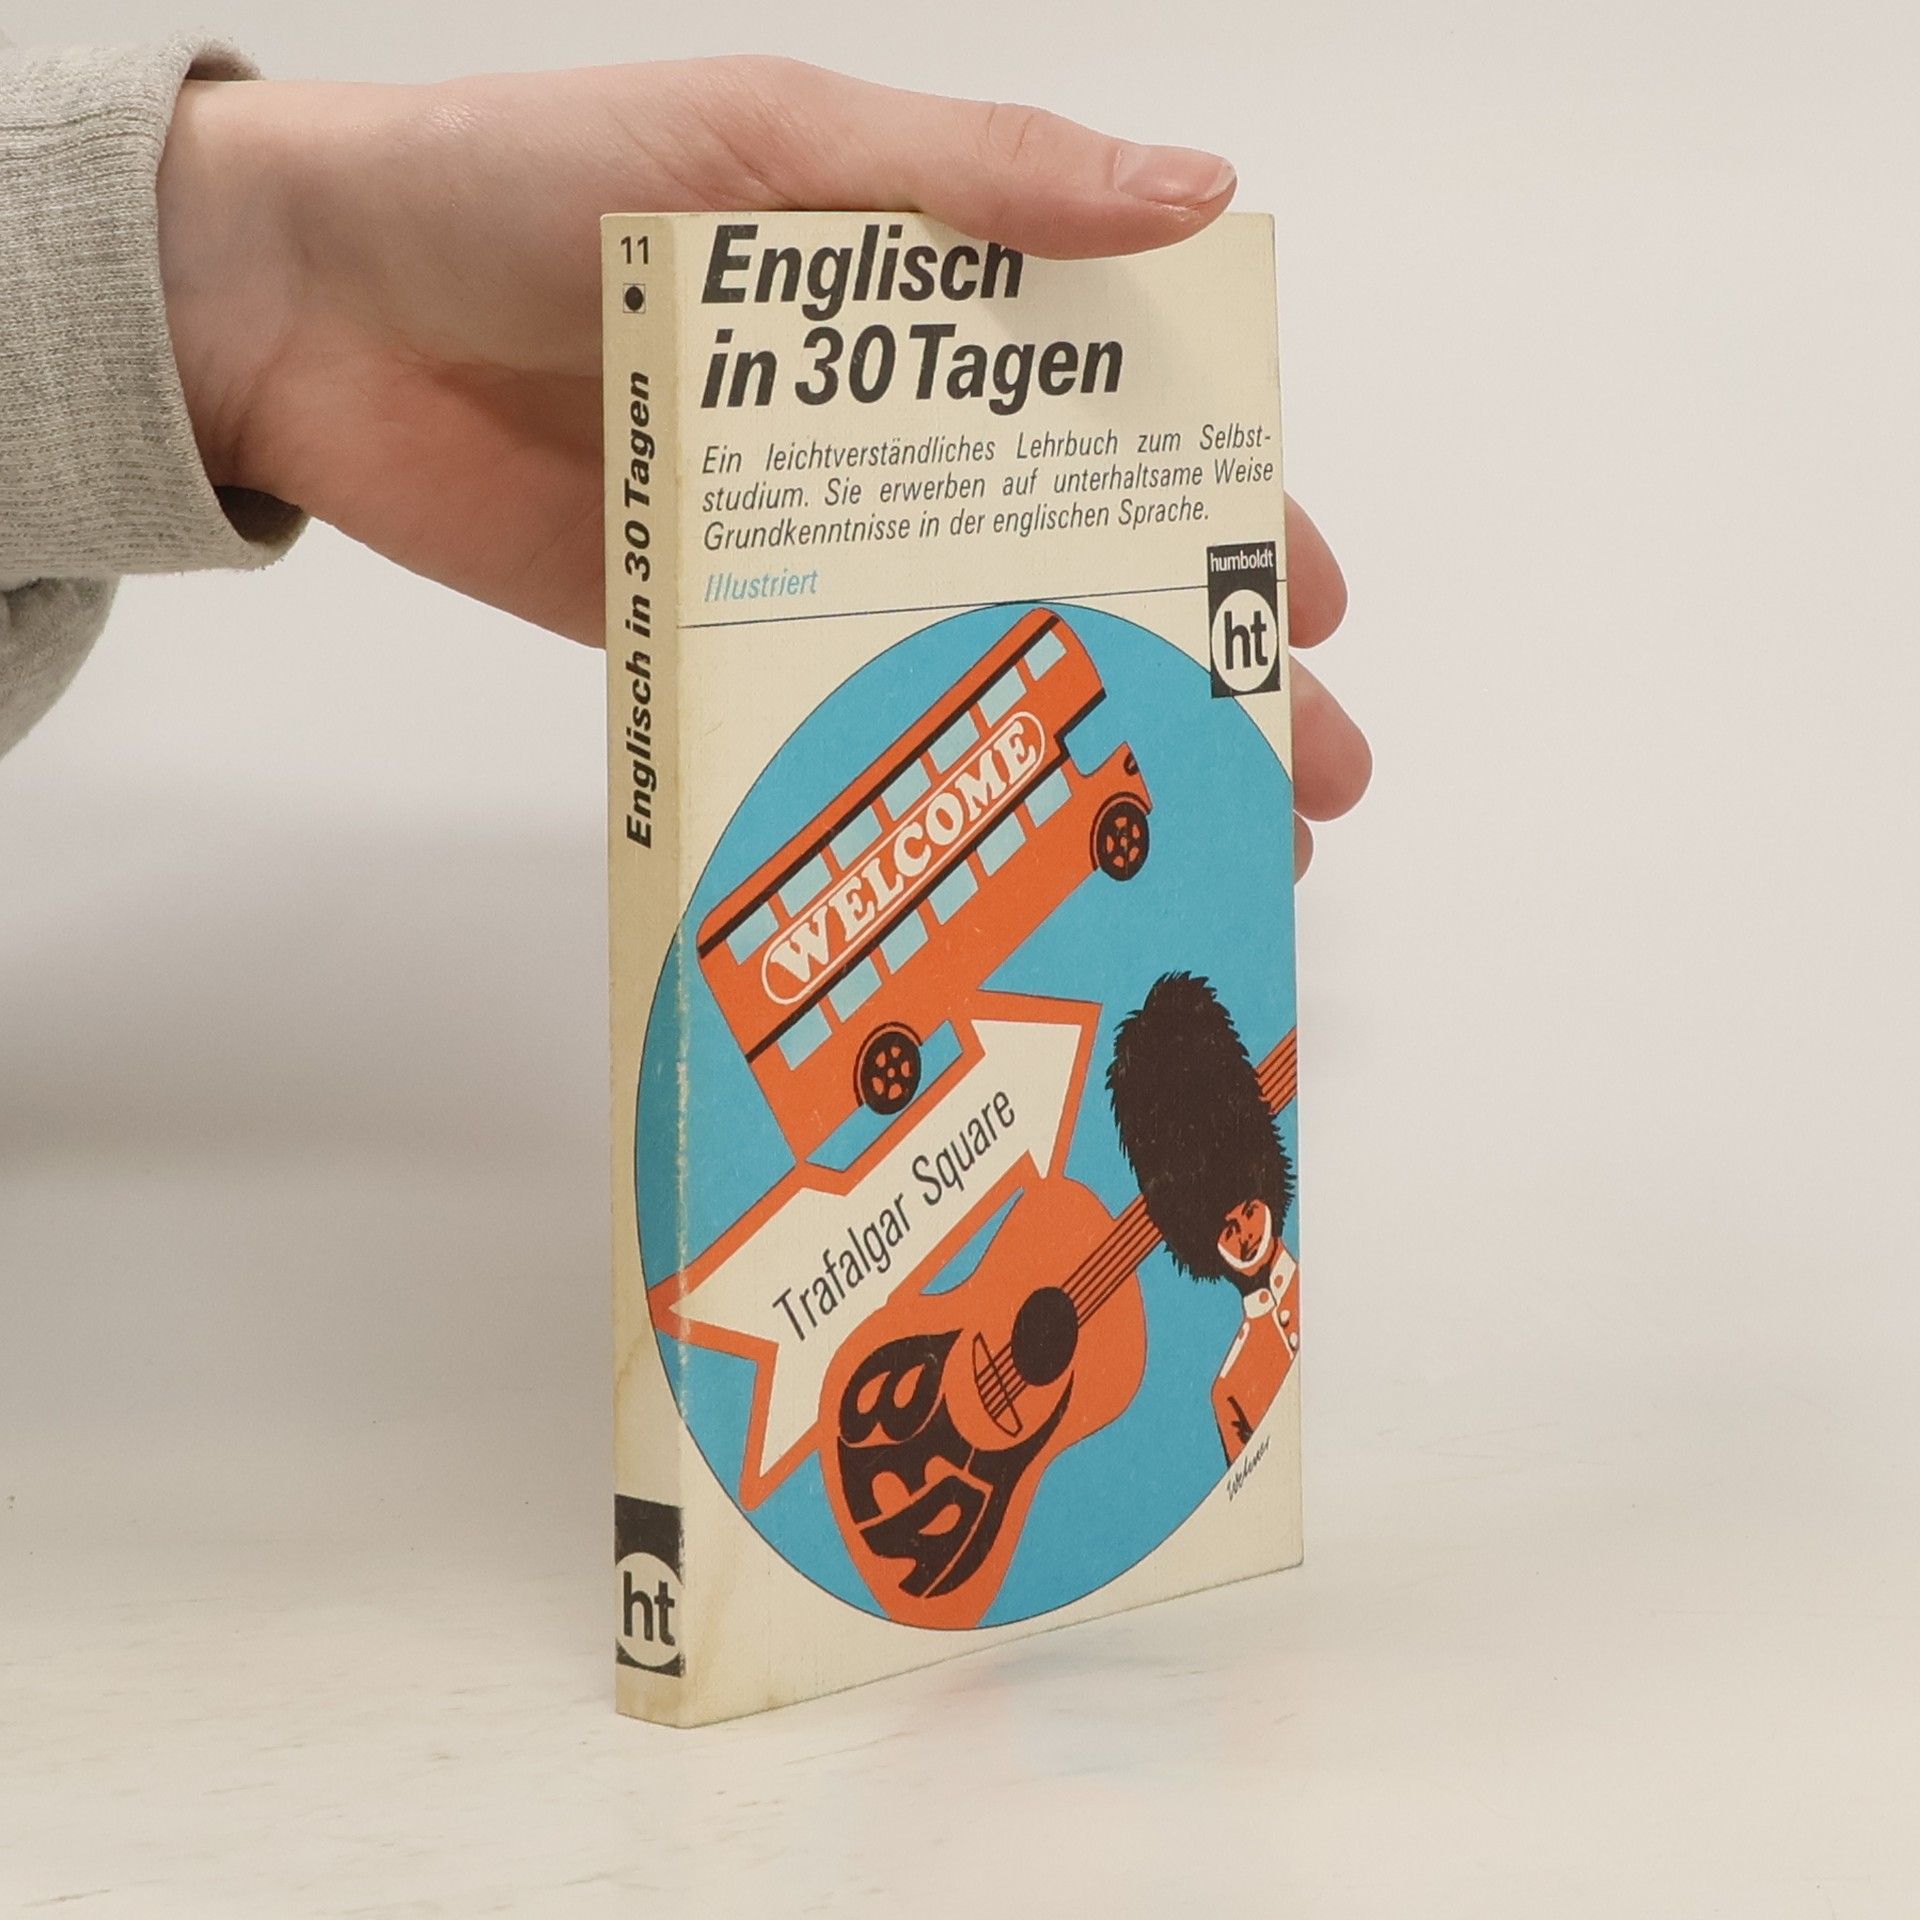 11
Englisch in 30 Tagen
ht
Englisch
in 30 Tagen
Ein leichtverständliches Lehrbuch zum Selbst-
studium. Sie erwerben auf unterhaltsame Weise
Grundkenntnisse in der englischen Sprache.
Illustriert
humboldt
ht
WELCOME
Trafalgar Square